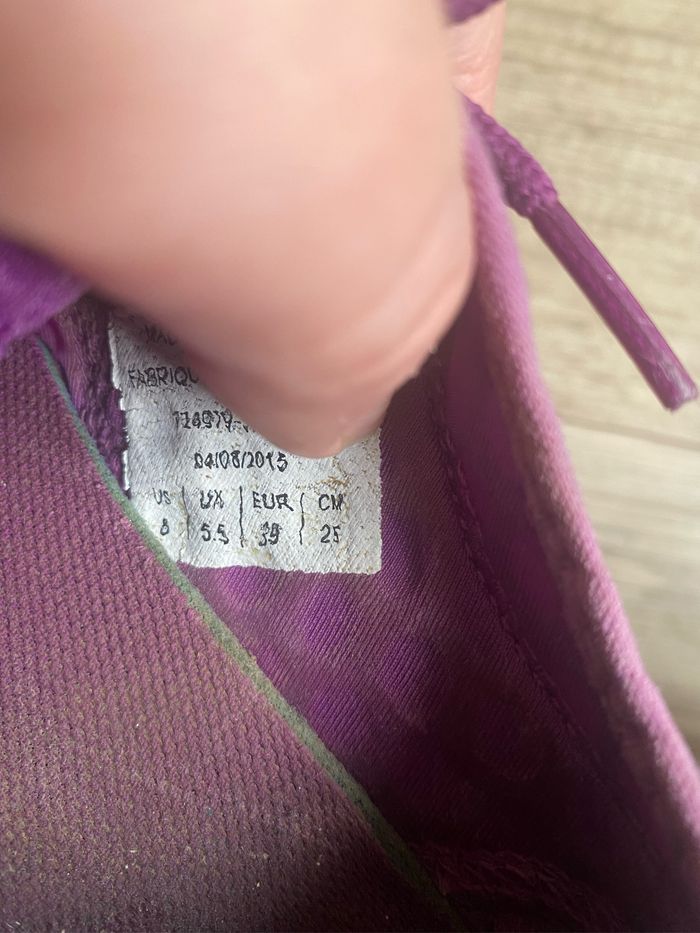 FABRIQU
04/08/2015
US | UK | EUR | CM
8 | 5.5 | 39 | 25